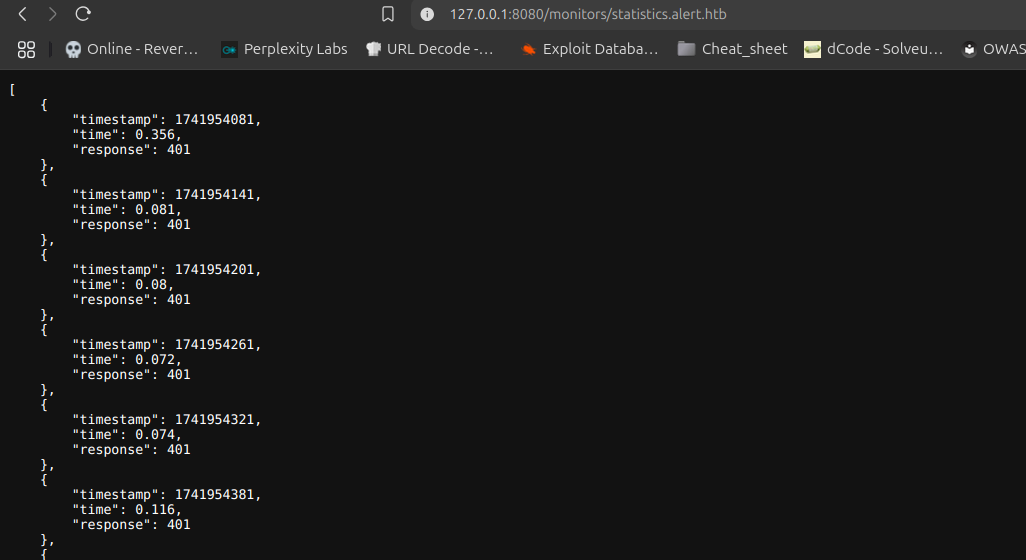 127.0.0.1:8080/monitors/statistics.alert.htb
Online - Rever… Perplexity Labs URL Decode -… Exploit Databa… Cheat_sheet dCode - Solveu… OWAS
[
    {
        "timestamp": 1741954081,
        "time": 0.356,
        "response": 401
    },
    {
        "timestamp": 1741954141,
        "time": 0.081,
        "response": 401
    },
    {
        "timestamp": 1741954201,
        "time": 0.08,
        "response": 401
    },
    {
        "timestamp": 1741954261,
        "time": 0.072,
        "response": 401
    },
    {
        "timestamp": 1741954321,
        "time": 0.074,
        "response": 401
    },
    {
        "timestamp": 1741954381,
        "time": 0.116,
        "response": 401
    },
    {